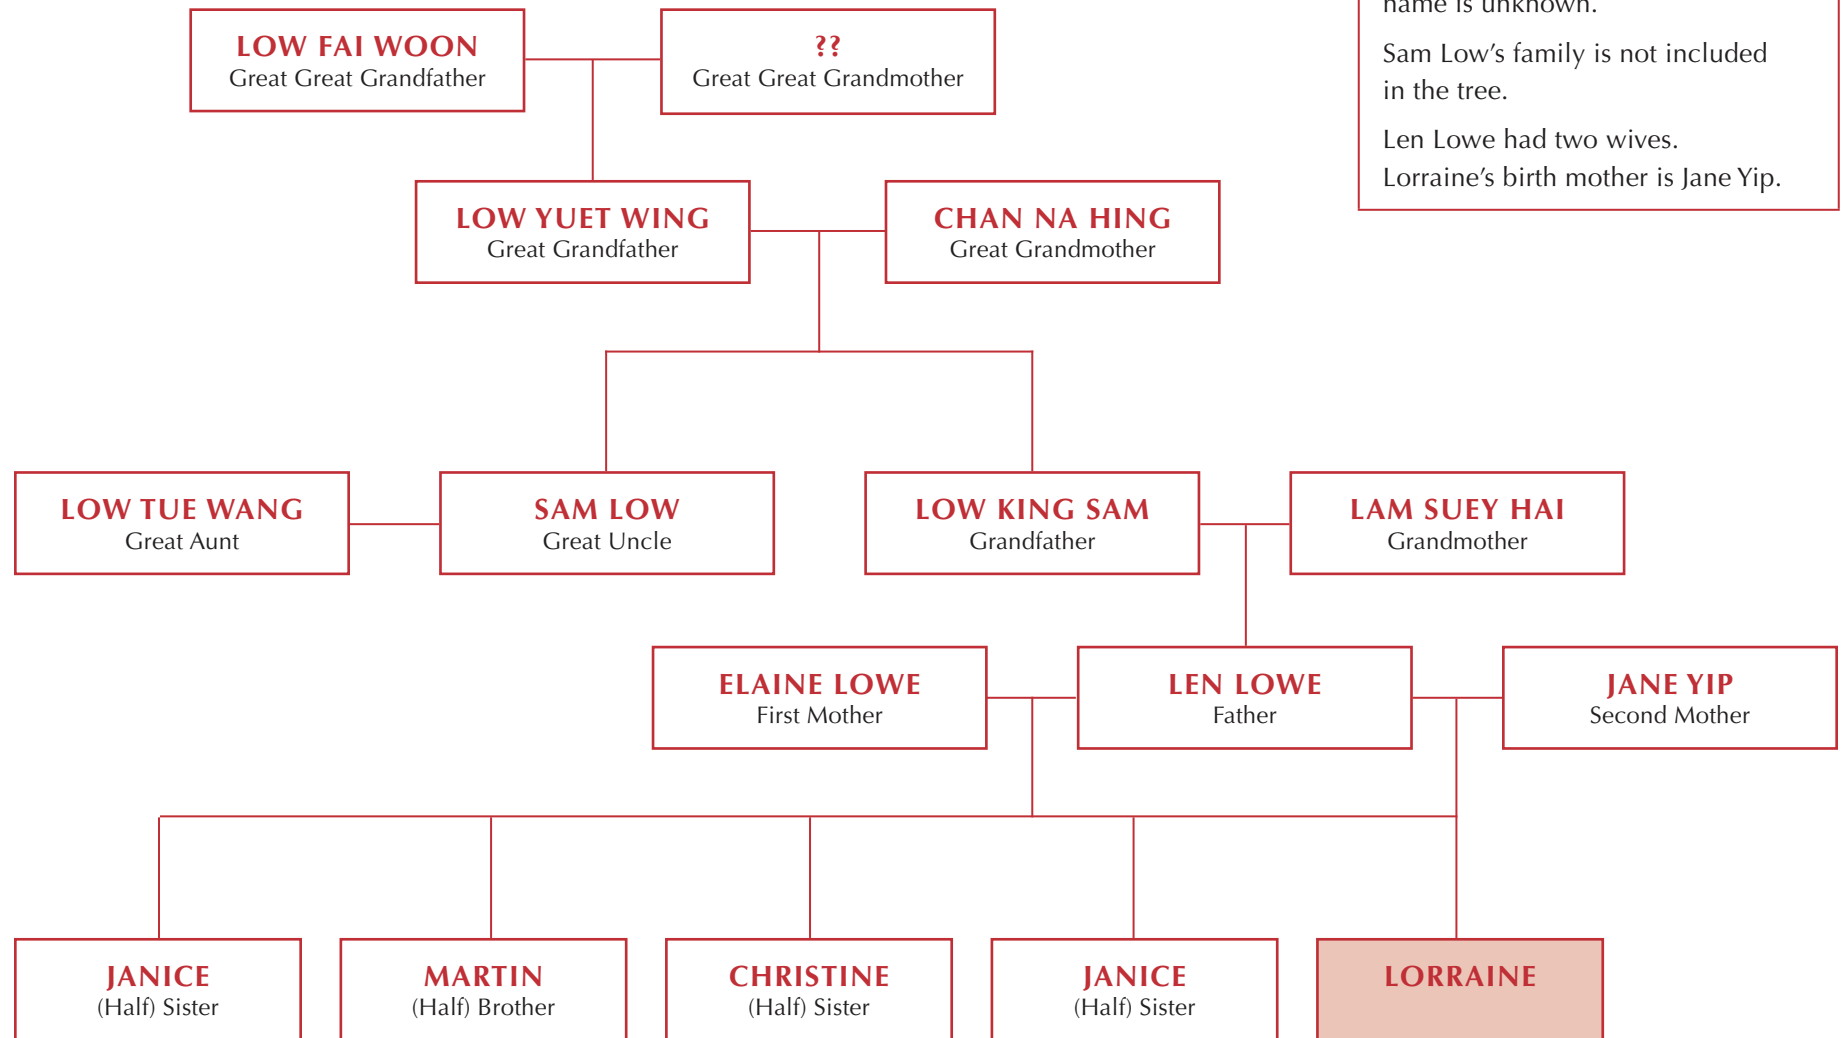 name is unknown.
Sam Low’s family is not included
in the tree.
Len Lowe had two wives.
Lorraine’s birth mother is Jane Yip.
LOW FAI WOON
Great Great Grandfather
??
Great Great Grandmother
LOW YUET WING
Great Grandfather
CHAN NA HING
Great Grandmother
LOW TUE WANG
Great Aunt
SAM LOW
Great Uncle
LOW KING SAM
Grandfather
LAM SUEY HAI
Grandmother
ELAINE LOWE
First Mother
LEN LOWE
Father
JANE YIP
Second Mother
JANICE
(Half) Sister
MARTIN
(Half) Brother
CHRISTINE
(Half) Sister
JANICE
(Half) Sister
LORRAINE